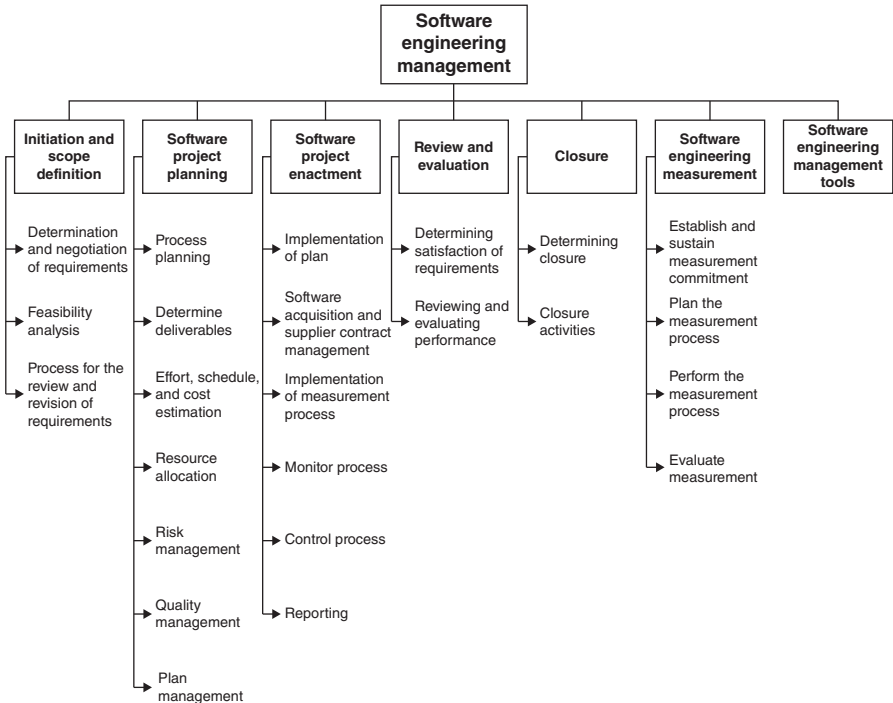 Software
engineering
management
Initiation and
scope
definition
Determination
and negotiation
of requirements
Feasibility
analysis
Process for the
review and
revision of
requirements
Software
project
planning
Process
planning
Determine
deliverables
Effort, schedule,
and cost
estimation
Resource
allocation
Risk
management
Quality
management
Plan
management
Software
project
enactment
Implementation
of plan
Software
acquisition and
supplier contract
management
Implementation
of measurement
process
Monitor process
Control process
Reporting
Review and
evaluation
Determining
satisfaction of
requirements
Reviewing and
evaluating
performance
Closure
Determining
closure
Closure
activities
Software
engineering
measurement
Establish and
sustain
measurement
commitment
Plan the
measurement
process
Perform the
measurement
process
Evaluate
measurement
Software
engineering
management
tools